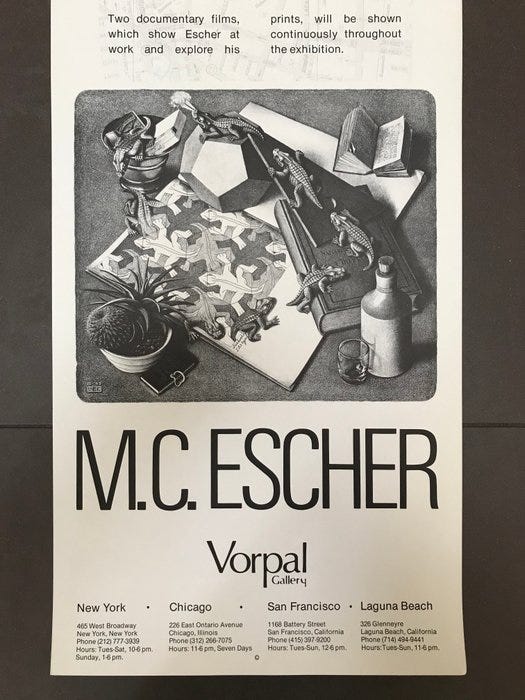 Two documentary films,
which show Escher at
work and explore his
prints, will be shown
continuously throughout
the exhibition.
M.C. ESCHER
Vorpal
Gallery
New York • Chicago • San Francisco • Laguna Beach
465 West Broadway
New York, New York
Phone (212) 777-3939
Hours: Tues-Sat, 10-6 pm.
Sunday, 1-6 pm.
226 East Ontario Avenue
Chicago, Illinois
Phone (312) 266-7075
Hours: 11-6 pm, Seven Days
©
1168 Battery Street
San Francisco, California
Phone (415) 397-9200
Hours: Tues-Sun, 12-6 pm.
326 Glenneyre
Laguna Beach, California
Phone (714) 494-9441
Hours: Tues-Sun, 11-6 pm.